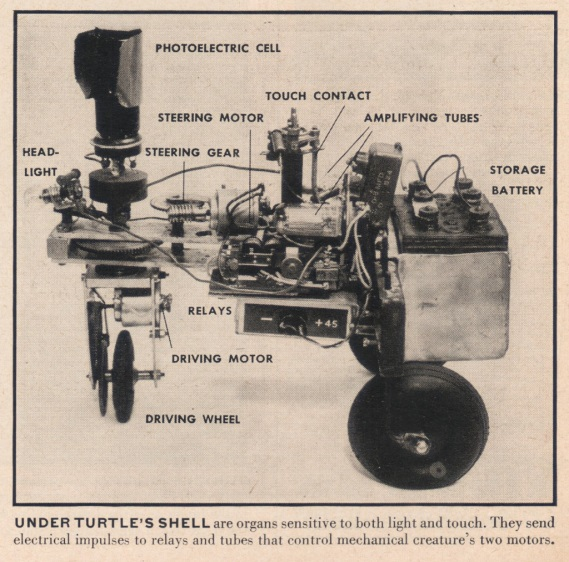 PHOTOELECTRIC CELL
TOUCH CONTACT
STEERING MOTOR
AMPLIFYING TUBES
HEAD-
LIGHT
STEERING GEAR
STORAGE
BATTERY
RELAYS
– +45
DRIVING MOTOR
DRIVING WHEEL
UNDER TURTLE'S SHELL are organs sensitive to both light and touch. They send
electrical impulses to relays and tubes that control mechanical creature's two motors.